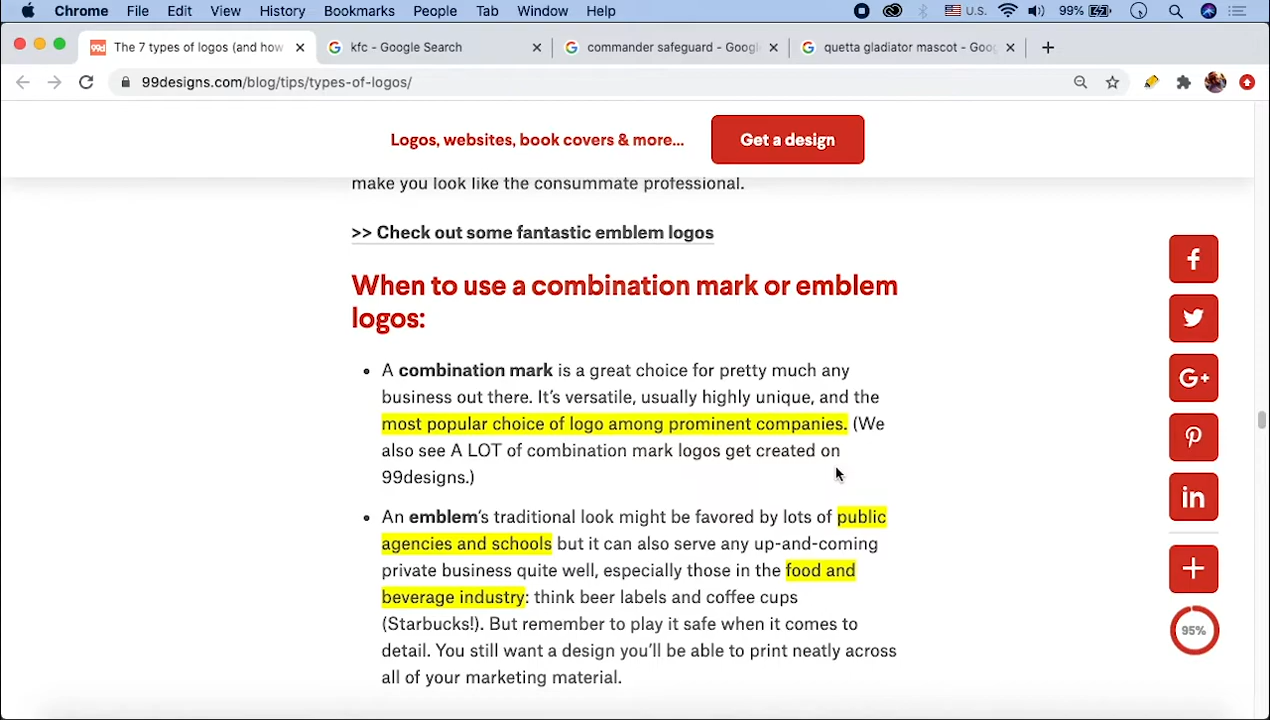 Chrome File Edit View History Bookmarks People Tab Window Help U.S. 99%
99d The 7 types of logos (and how kfc - Google Search commander safeguard - Google quetta gladiator mascot - Goog
99designs.com/blog/tips/types-of-logos/
Logos, websites, book covers & more... Get a design
make you look like the consummate professional.
>> Check out some fantastic emblem logos
When to use a combination mark or emblem
logos:
• A combination mark is a great choice for pretty much any
business out there. It's versatile, usually highly unique, and the
most popular choice of logo among prominent companies. (We
also see A LOT of combination mark logos get created on
99designs.)
• An emblem's traditional look might be favored by lots of public
agencies and schools but it can also serve any up-and-coming
private business quite well, especially those in the food and
beverage industry: think beer labels and coffee cups
(Starbucks!). But remember to play it safe when it comes to
detail. You still want a design you'll be able to print neatly across
all of your marketing material.
f
G+
in
+
95%